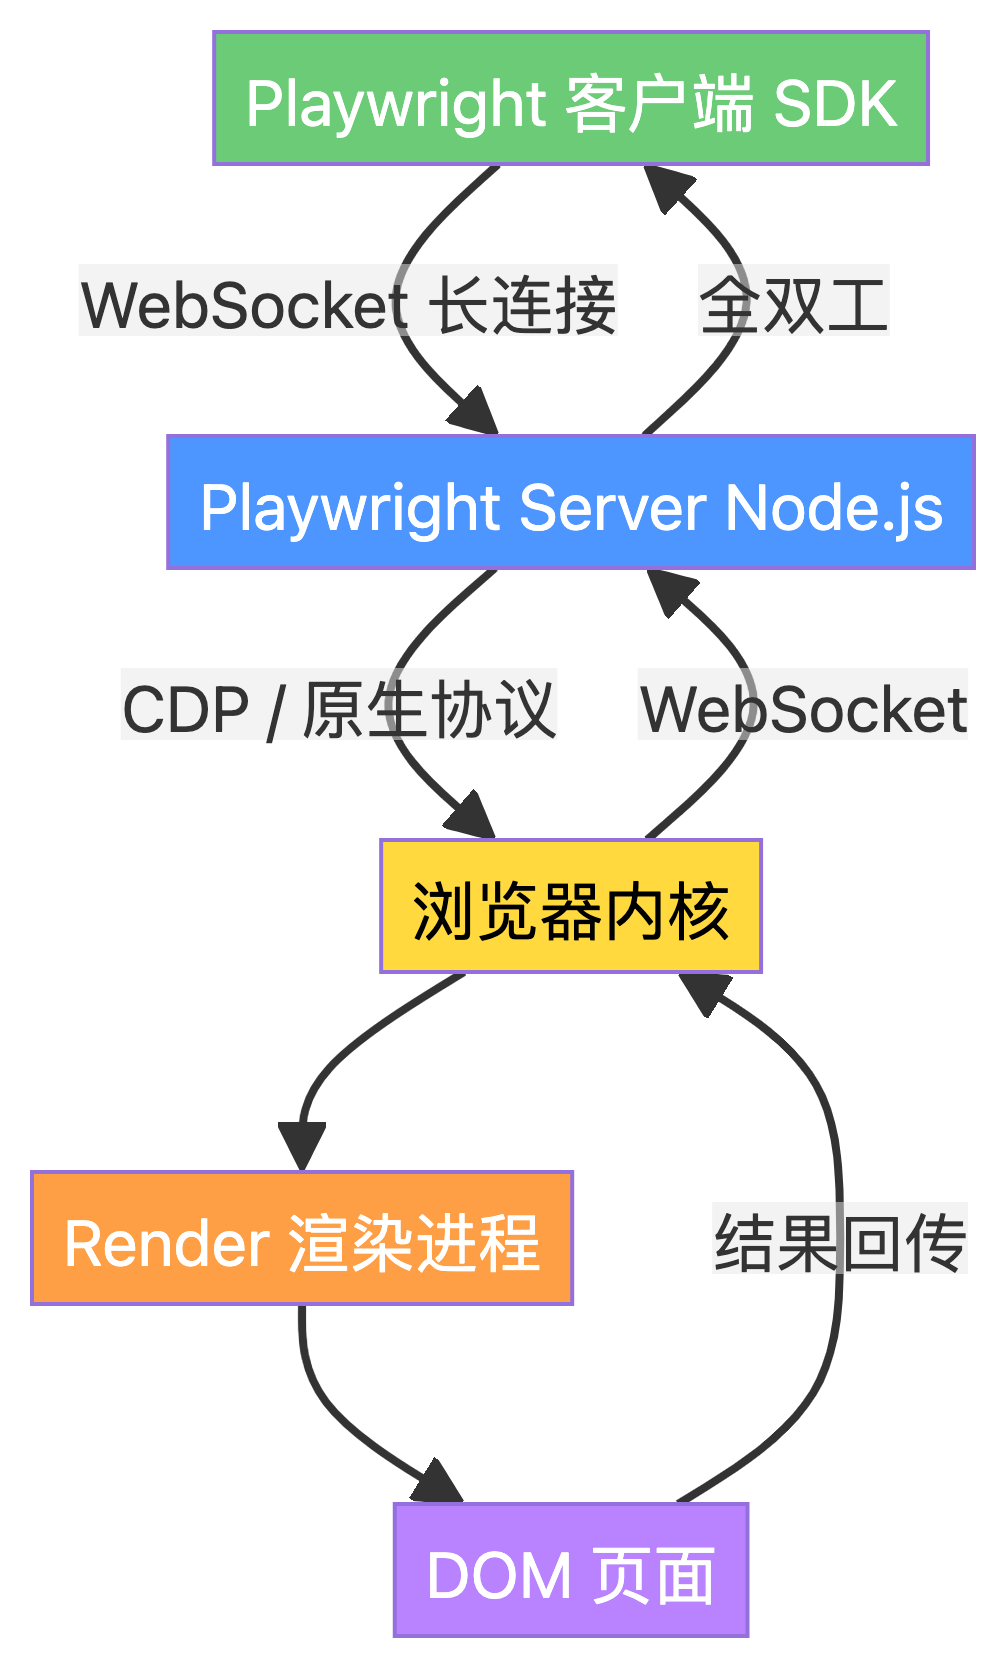 Playwright 客户端 SDK
WebSocket 长连接
全双工
Playwright Server Node.js
CDP / 原生协议
WebSocket
浏览器内核
Render 渲染进程
结果回传
DOM 页面